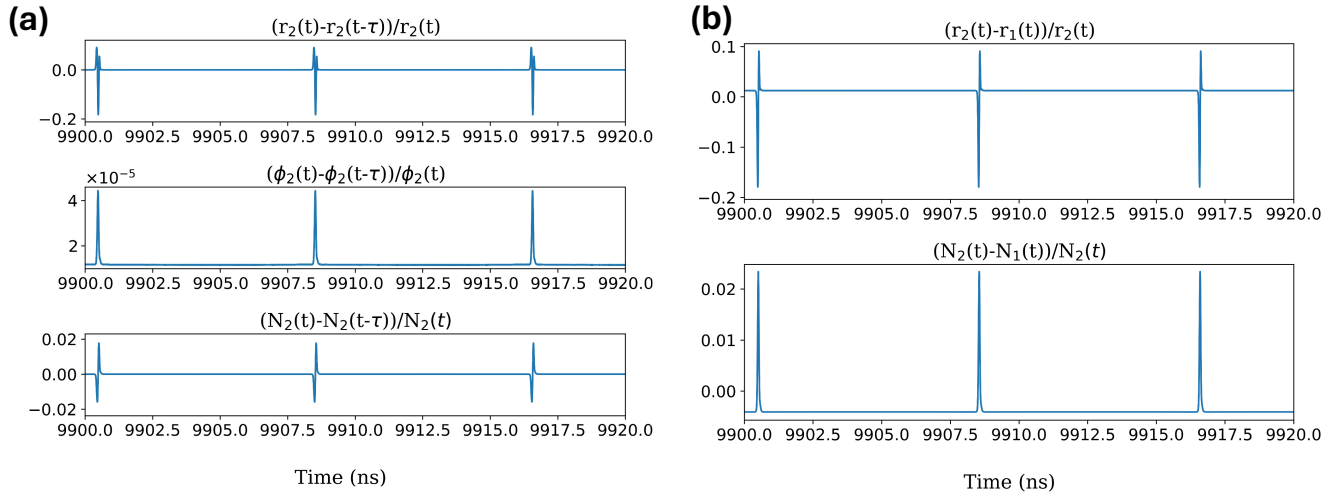 (a)
(r₂(t)-r₂(t-τ))/r₂(t)
0.0
−0.2
9900.0 9902.5 9905.0 9907.5 9910.0 9912.5 9915.0 9917.5 9920.0
×10⁻⁵
(ϕ₂(t)-ϕ₂(t-τ))/ϕ₂(t)
4
2
9900.0 9902.5 9905.0 9907.5 9910.0 9912.5 9915.0 9917.5 9920.0
(N₂(t)-N₂(t-τ))/N₂(t)
0.02
0.00
−0.02
9900.0 9902.5 9905.0 9907.5 9910.0 9912.5 9915.0 9917.5 9920.0
Time (ns)
(b)
(r₂(t)-r₁(t))/r₂(t)
0.1
0.0
−0.1
−0.2
9900.0 9902.5 9905.0 9907.5 9910.0 9912.5 9915.0 9917.5 9920.0
(N₂(t)-N₁(t))/N₂(t)
0.02
0.01
0.00
9900.0 9902.5 9905.0 9907.5 9910.0 9912.5 9915.0 9917.5 9920.0
Time (ns)